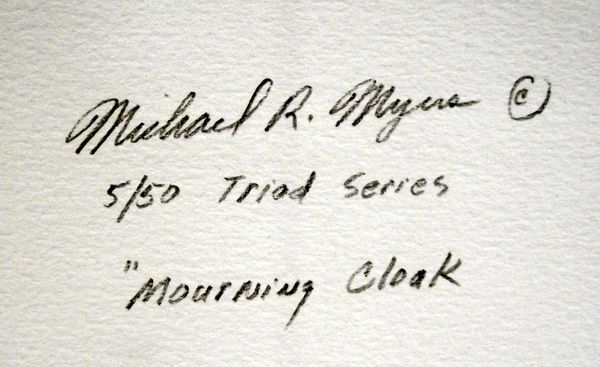 Michael R. Myers ©
5/50 Triad Series
"Mourning Cloak